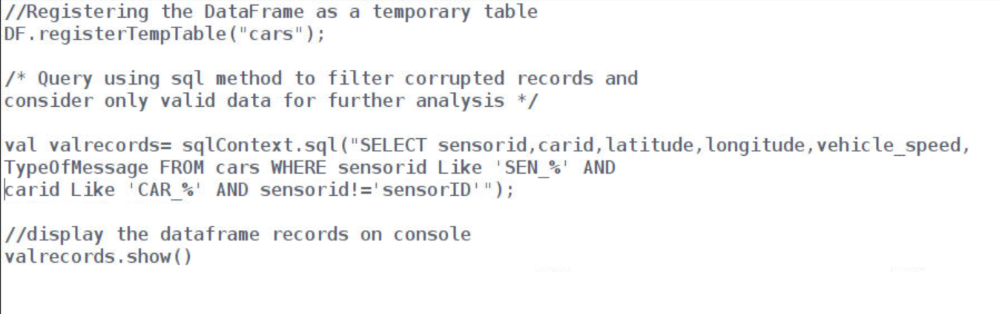 //Registering the DataFrame as a temporary table
DF.registerTempTable("cars");
/* Query using sql method to filter corrupted records and
consider only valid data for further analysis */
val valrecords= sqlContext.sql("SELECT sensorid,carid,latitude,longitude,vehicle_speed,
TypeOfMessage FROM cars WHERE sensorid Like 'SEN_%' AND
carid Like 'CAR_%' AND sensorid!='sensorID'");
//display the dataframe records on console
valrecords.show()